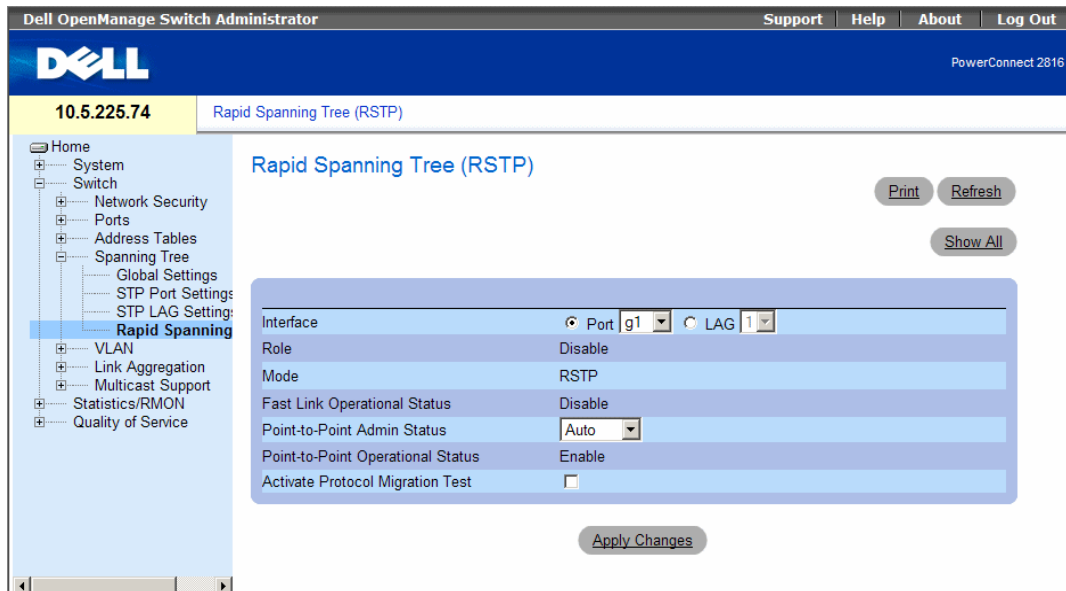 Dell OpenManage Switch Administrator Support Help About Log Out
DELL
PowerConnect 2816
10.5.225.74 Rapid Spanning Tree (RSTP)
Home
System
Switch
Network Security
Ports
Address Tables
Spanning Tree
Global Settings
STP Port Settings
STP LAG Setting
Rapid Spanning
VLAN
Link Aggregation
Multicast Support
Statistics/RMON
Quality of Service
Rapid Spanning Tree (RSTP)
Print Refresh
Show All
Interface Port g1 LAG 1
Role Disable
Mode RSTP
Fast Link Operational Status Disable
Point-to-Point Admin Status Auto
Point-to-Point Operational Status Enable
Activate Protocol Migration Test
Apply Changes